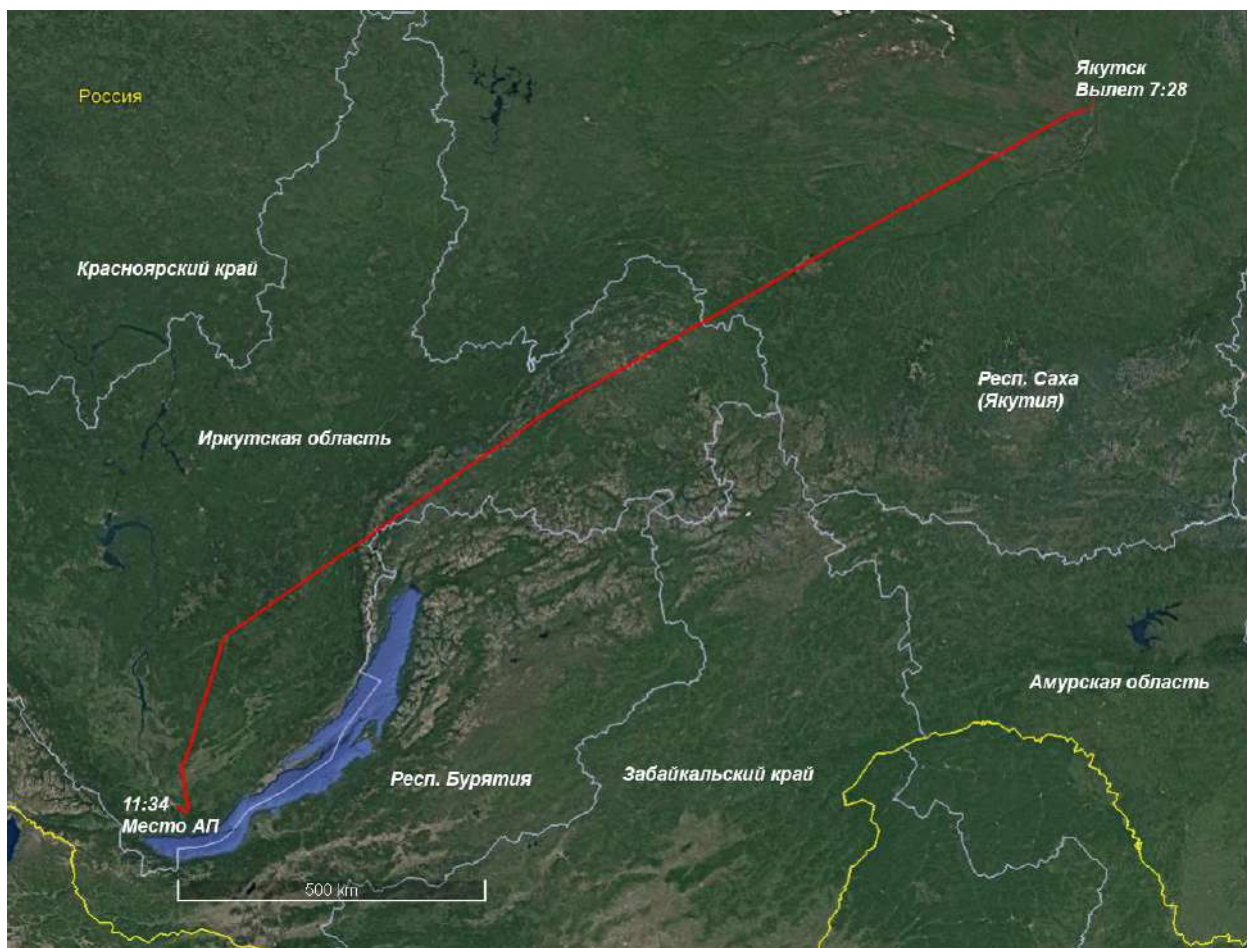 Якутск
Вылет 7:28
Россия
Красноярский край
Респ. Саха
(Якутия)
Иркутская область
Амурская область
Респ. Бурятия
Забайкальский край
11:34
Место АП
500 km